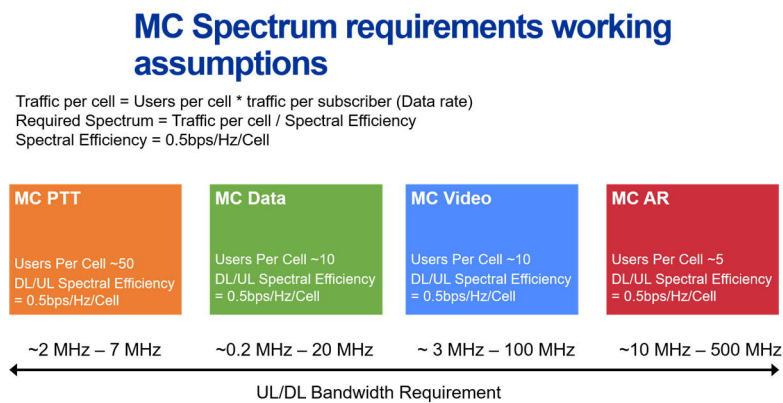 MC Spectrum requirements working
assumptions
Traffic per cell = Users per cell * traffic per subscriber (Data rate)
Required Spectrum = Traffic per cell / Spectral Efficiency
Spectral Efficiency = 0.5bps/Hz/Cell
MC PTT
Users Per Cell ~50
DL/UL Spectral Efficiency
= 0.5bps/Hz/Cell
MC Data
Users Per Cell ~10
DL/UL Spectral Efficiency
= 0.5bps/Hz/Cell
MC Video
Users Per Cell ~10
DL/UL Spectral Efficiency
= 0.5bps/Hz/Cell
MC AR
Users Per Cell ~5
DL/UL Spectral Efficiency
= 0.5bps/Hz/Cell
~2 MHz – 7 MHz
~0.2 MHz – 20 MHz
~ 3 MHz – 100 MHz
~10 MHz – 500 MHz
UL/DL Bandwidth Requirement